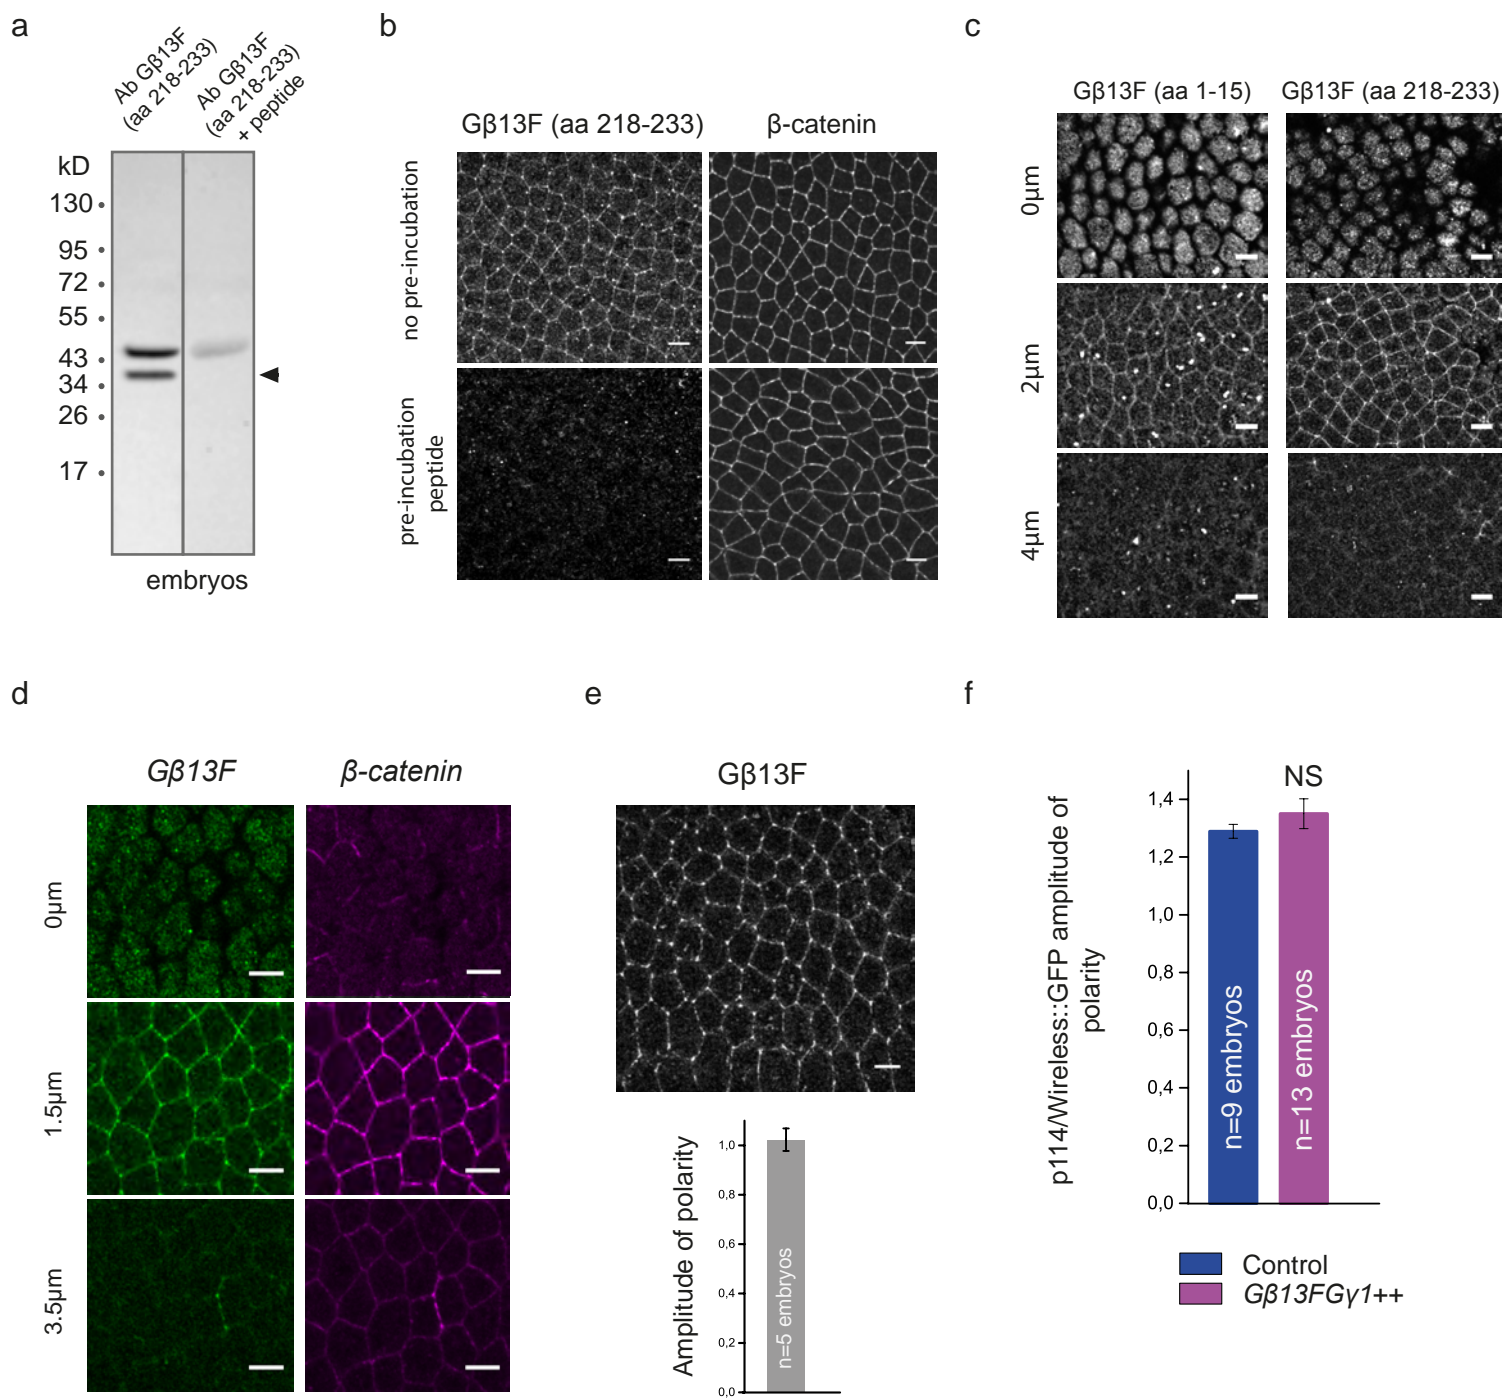 a
Ab Gβ13F
(aa 218-233)
Ab Gβ13F
(aa 218-233)
+ peptide
kD
130
95
72
55
43
34
26
17
embryos
b
Gβ13F (aa 218-233)
β-catenin
no pre-incubation
pre-incubation
peptide
c
Gβ13F (aa 1-15)
Gβ13F (aa 218-233)
0μm
2μm
4μm
d
Gβ13F
β-catenin
0μm
1.5μm
3.5μm
e
Gβ13F
Amplitude of polarity
1,0
0,8
0,6
0,4
0,2
0,0
n=5 embryos
f
NS
p114/Wireless::GFP amplitude of
polarity
1,4
1,2
1,0
0,8
0,6
0,4
0,2
0,0
n=9 embryos
n=13 embryos
Control
Gβ13FGγ1++